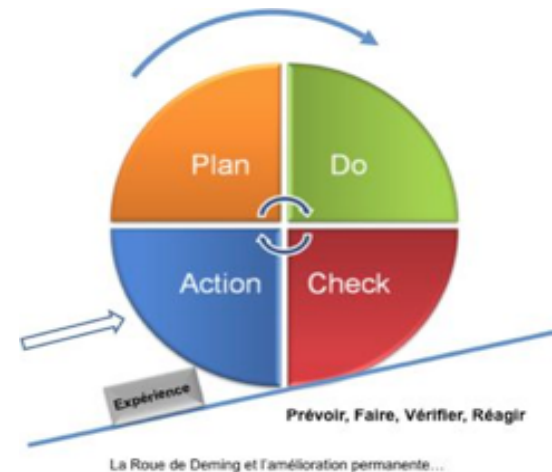 Plan
Do
Action
Check
Expérience
Prévoir, Faire, Vérifier, Réagir
La Roue de Deming et l'amélioration permanente...